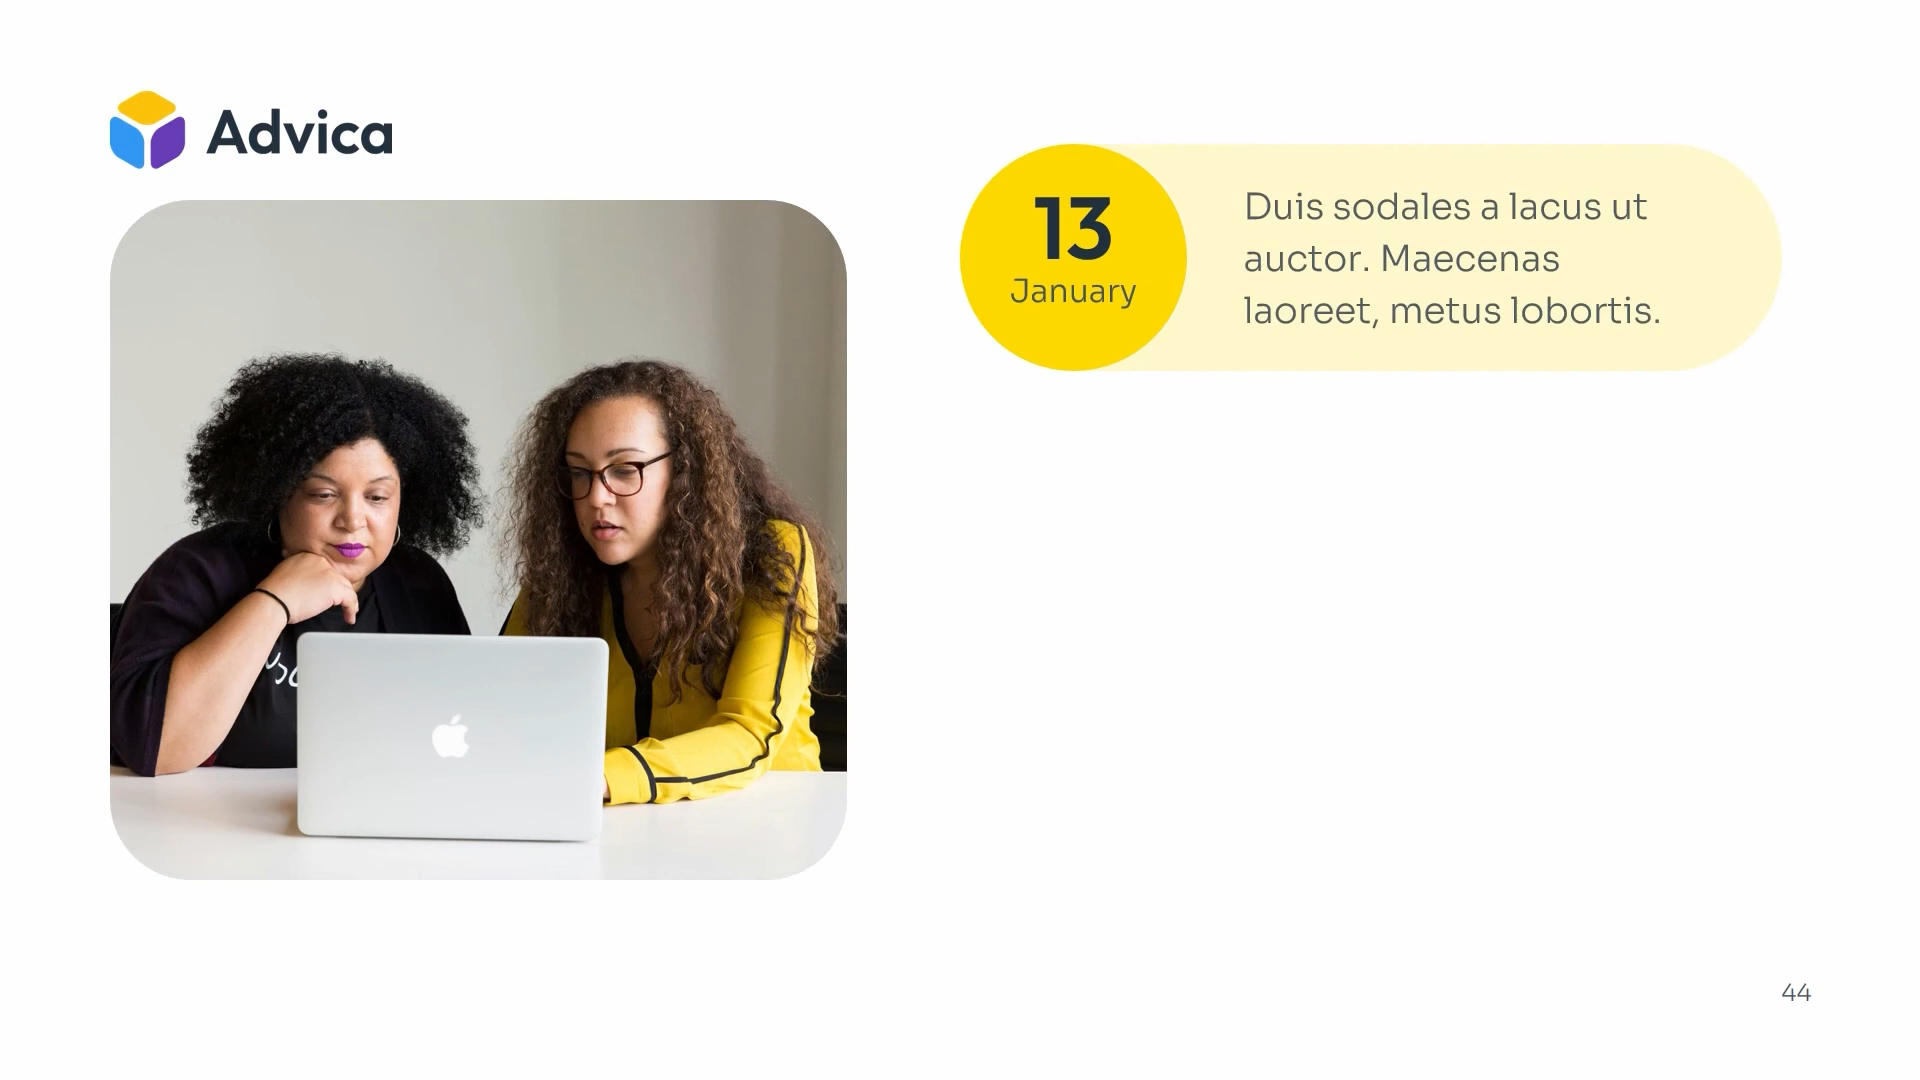 Advica
13
January
Duis sodales a lacus ut
auctor. Maecenas
laoreet, metus lobortis.
44